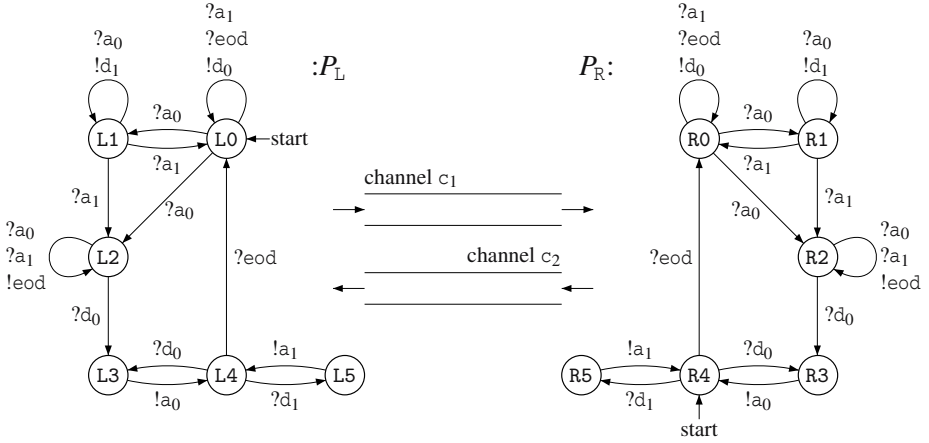 ?a1
?a0
?eod
!d1
!d0
:PL
?a0
L1
L0
start
?a1
?a1
?a0
?a0
?a1
!eod
L2
?eod
?d0
?d0
!a1
L3
L4
L5
!a0
?d1
channel c1
channel c2
PR:
?a1
?eod
!d0
?a0
!d1
?a0
R0
R1
?a1
?a1
?a0
?a0
?a1
!eod
R2
?eod
?d0
!a1
?d0
R5
R4
R3
?d1
!a0
start